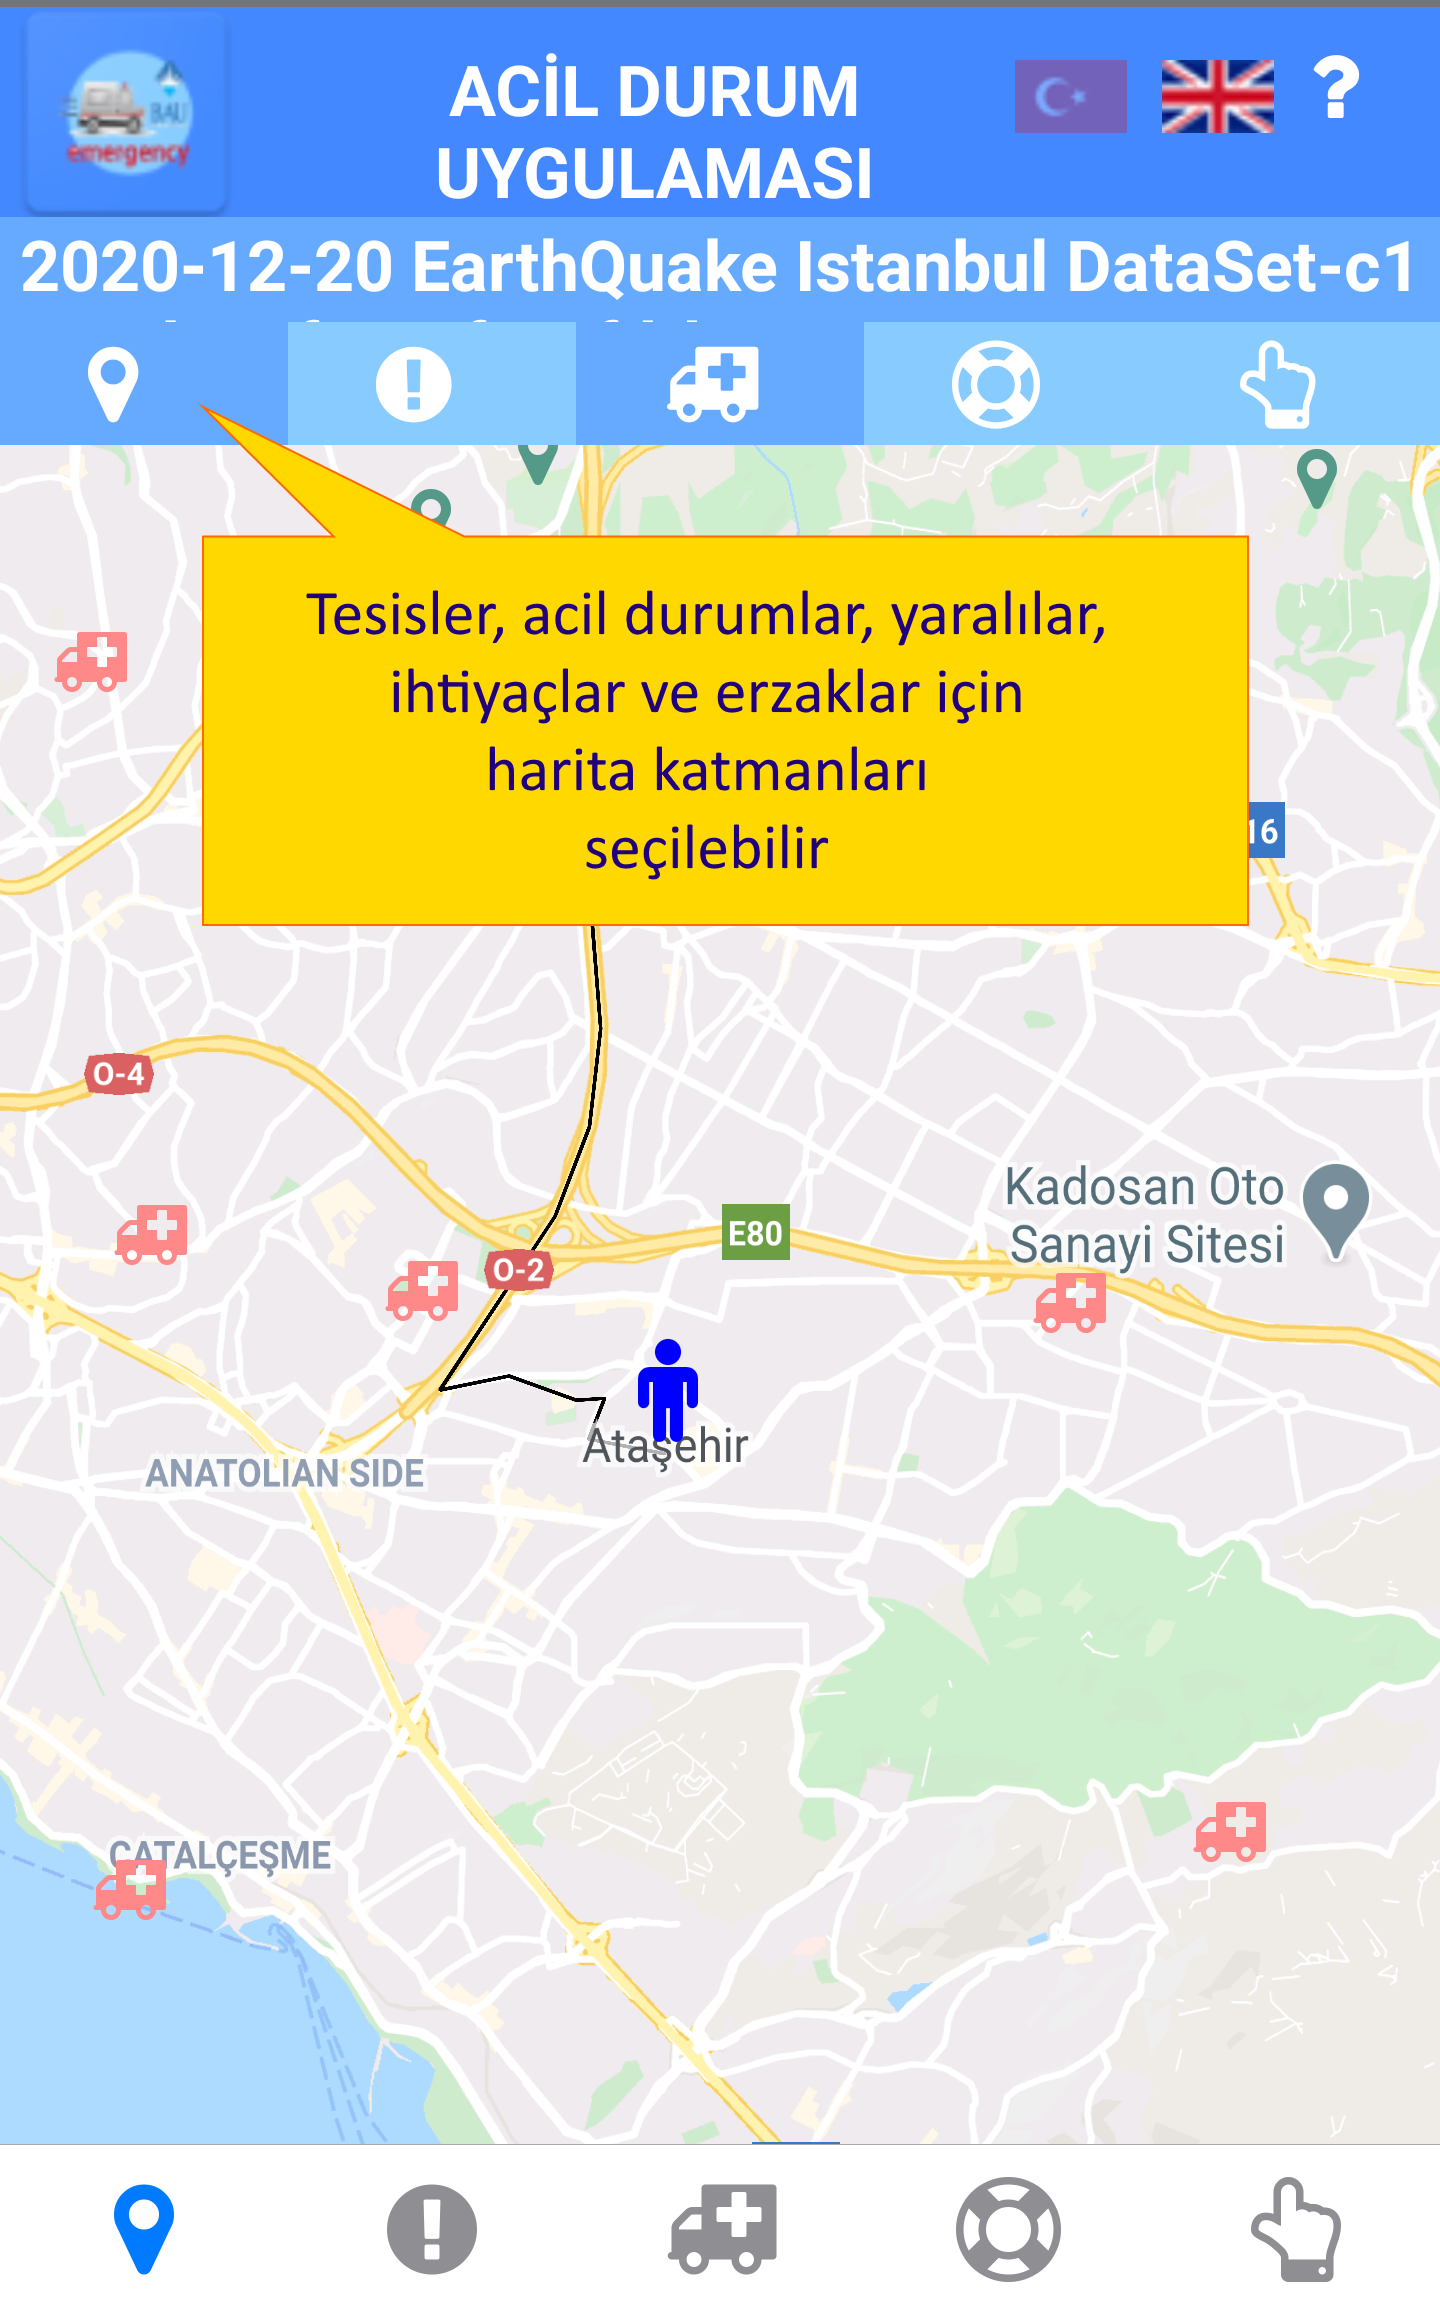 BAU
emergency
ACİL DURUM
UYGULAMASI
?
2020-12-20 EarthQuake Istanbul DataSet-c1
Tesisler, acil durumlar, yaralılar,
ihtiyaçlar ve erzaklar için
harita katmanları
seçilebilir
16
O-4
Kadosan Oto
Sanayi Sitesi
E80
O-2
Ataşehir
ANATOLIAN SIDE
ÇATALÇEŞME